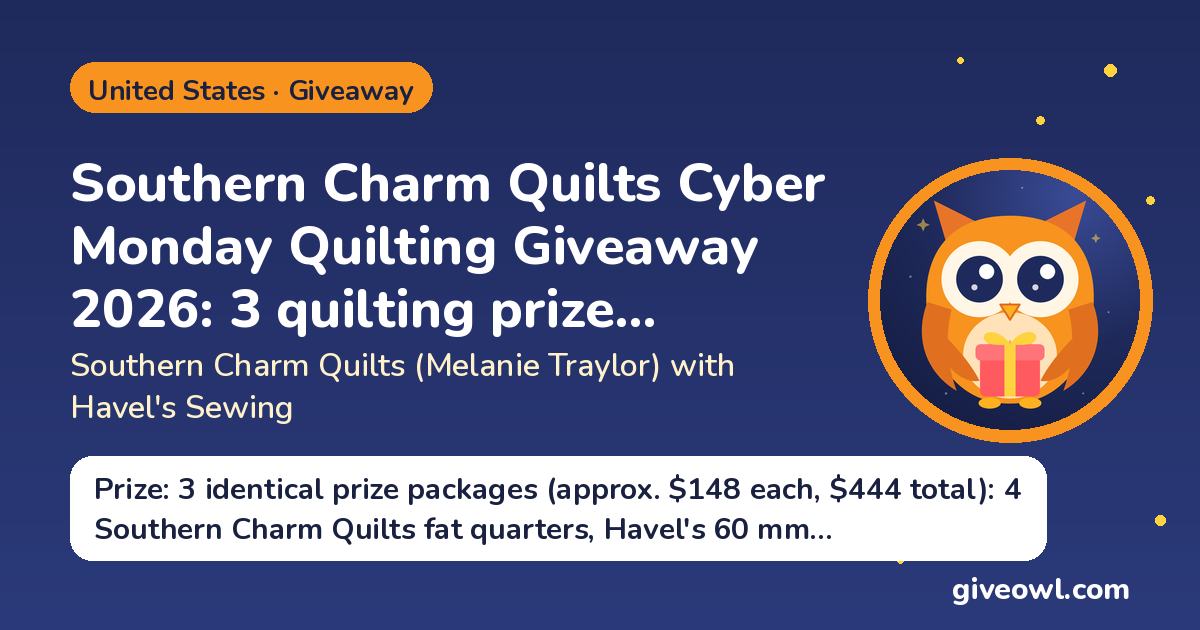 United States · Giveaway
Southern Charm Quilts Cyber
Monday Quilting Giveaway
2026: 3 quilting prize...
Southern Charm Quilts (Melanie Traylor) with
Havel's Sewing
Prize: 3 identical prize packages (approx. $148 each, $444 total): 4
Southern Charm Quilts fat quarters, Havel's 60 mm...
giveowl.com